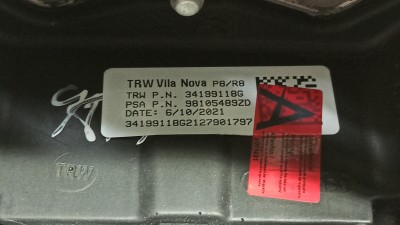 TRW Vila Nova P8/R8
TRW P.N. 34199118G
PSA P.N. 98105489ZD
DATE: 6/10/2021
34199118G2127901797
A
TRW